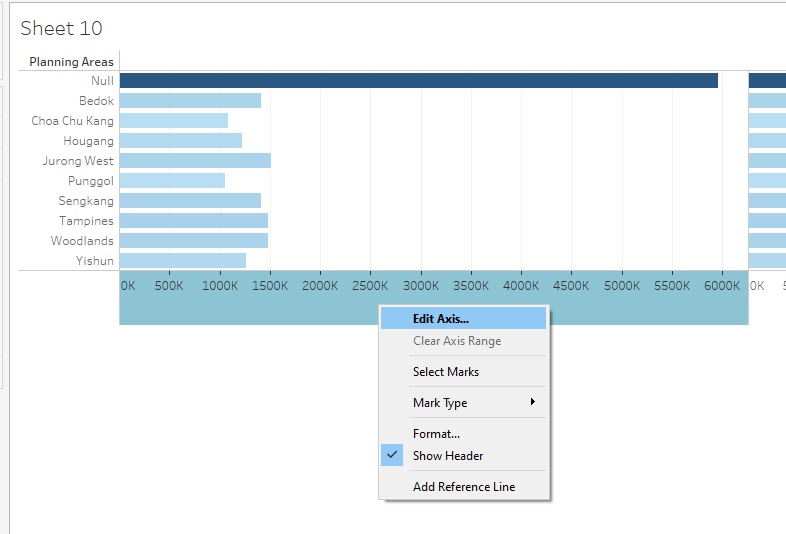 Sheet 10
Planning Areas
Null
Bedok
Choa Chu Kang
Hougang
Jurong West
Punggol
Sengkang
Tampines
Woodlands
Yishun
0K 500K 1000K 1500K 2000K 2500K 3000K 3500K 4000K 4500K 5000K 5500K 6000K 0K
Edit Axis...
Clear Axis Range
Select Marks
Mark Type
Format...
Show Header
Add Reference Line